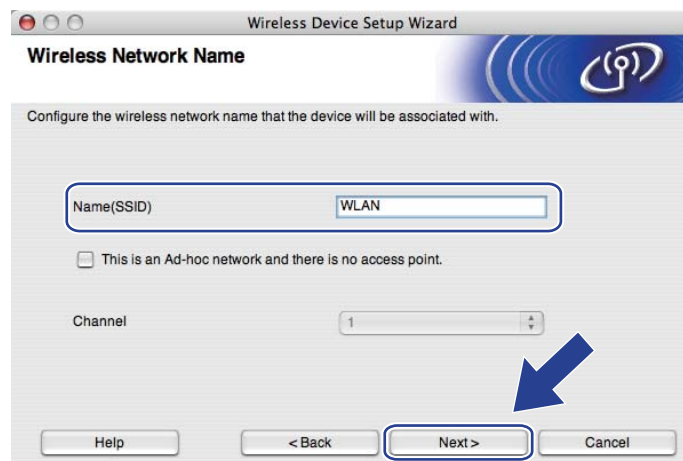 Wireless Device Setup Wizard
Wireless Network Name
Configure the wireless network name that the device will be associated with.
Name(SSID)
WLAN
This is an Ad-hoc network and there is no access point.
Channel
1
Help
< Back
Next >
Cancel